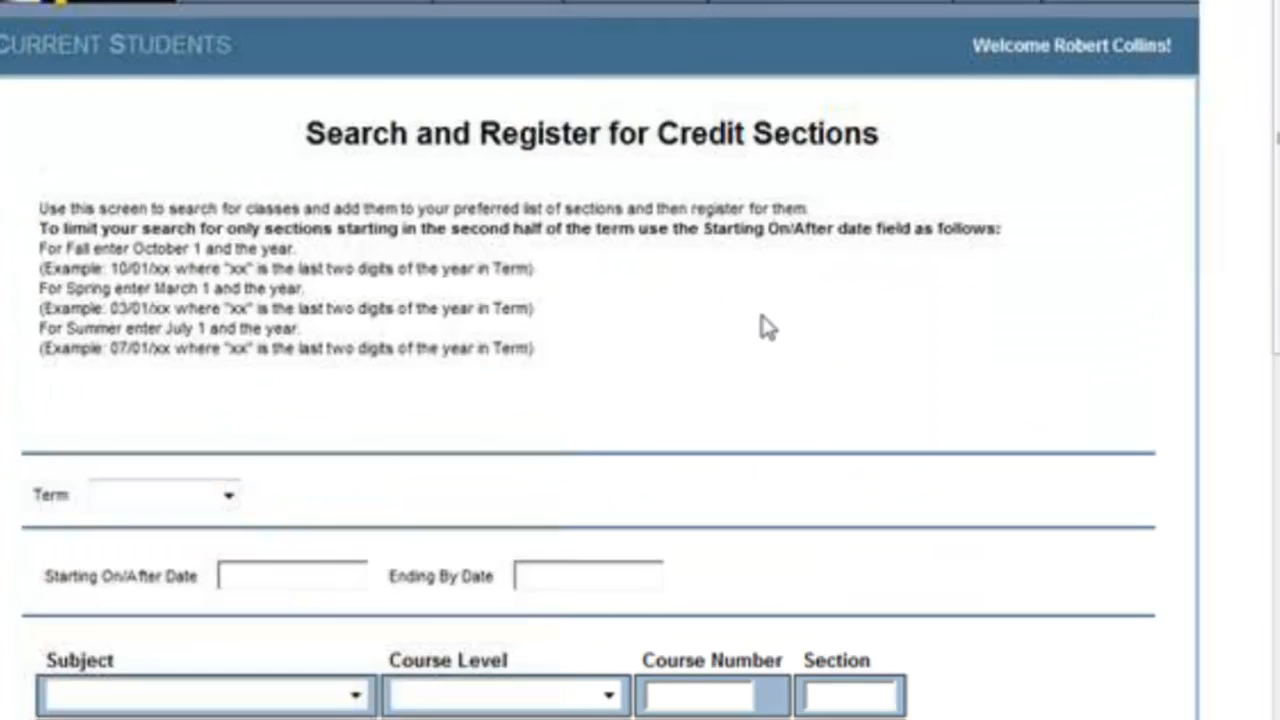 CURRENT STUDENTS
Welcome Robert Collins!
Search and Register for Credit Sections
Use this screen to search for classes and add them to your preferred list of sections and then register for them.
To limit your search for only sections starting in the second half of the term use the Starting On/After date field as follows:
For Fall enter October 1 and the year.
(Example: 10/01/xx where "xx" is the last two digits of the year in Term)
For Spring enter March 1 and the year.
(Example: 03/01/xx where "xx" is the last two digits of the year in Term)
For Summer enter July 1 and the year.
(Example: 07/01/xx where "xx" is the last two digits of the year in Term)
Term
Starting On/After Date Ending By Date
Subject Course Level Course Number Section